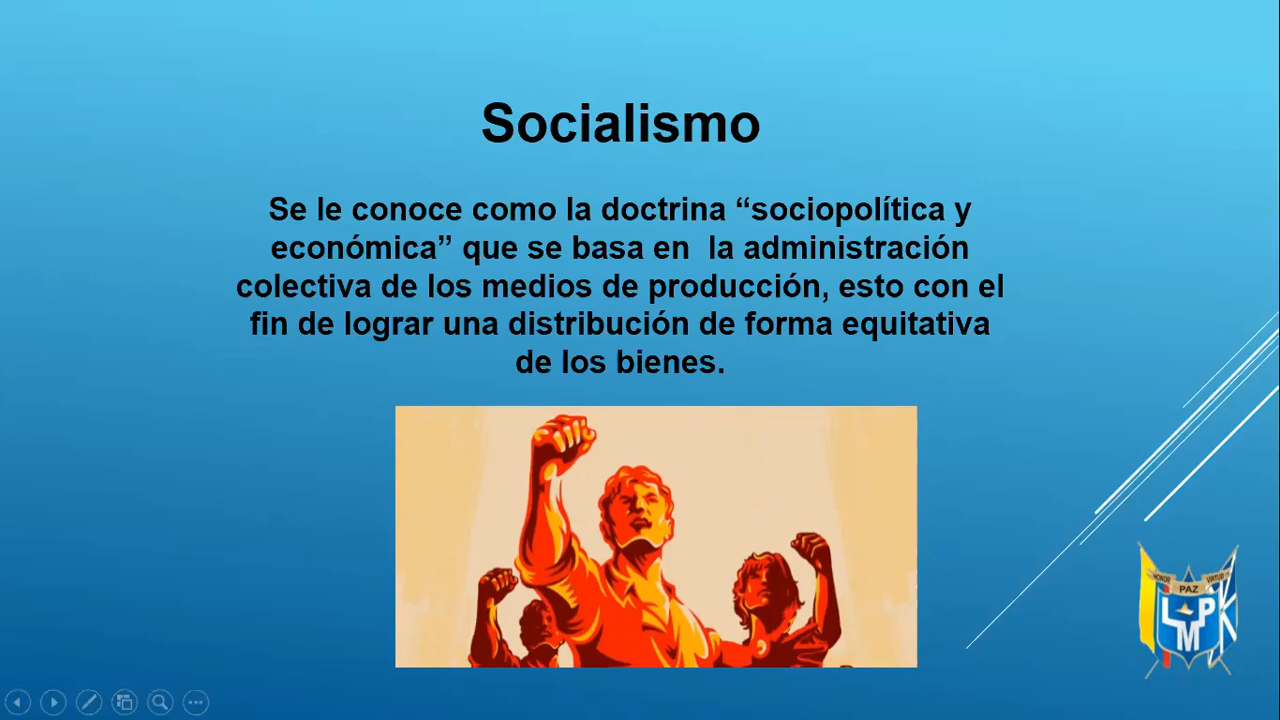 Socialismo
Se le conoce como la doctrina “sociopolítica y
económica” que se basa en  la administración
colectiva de los medios de producción, esto con el
fin de lograr una distribución de forma equitativa
de los bienes.
HONOR PAZ VIRTUD
L P K
M